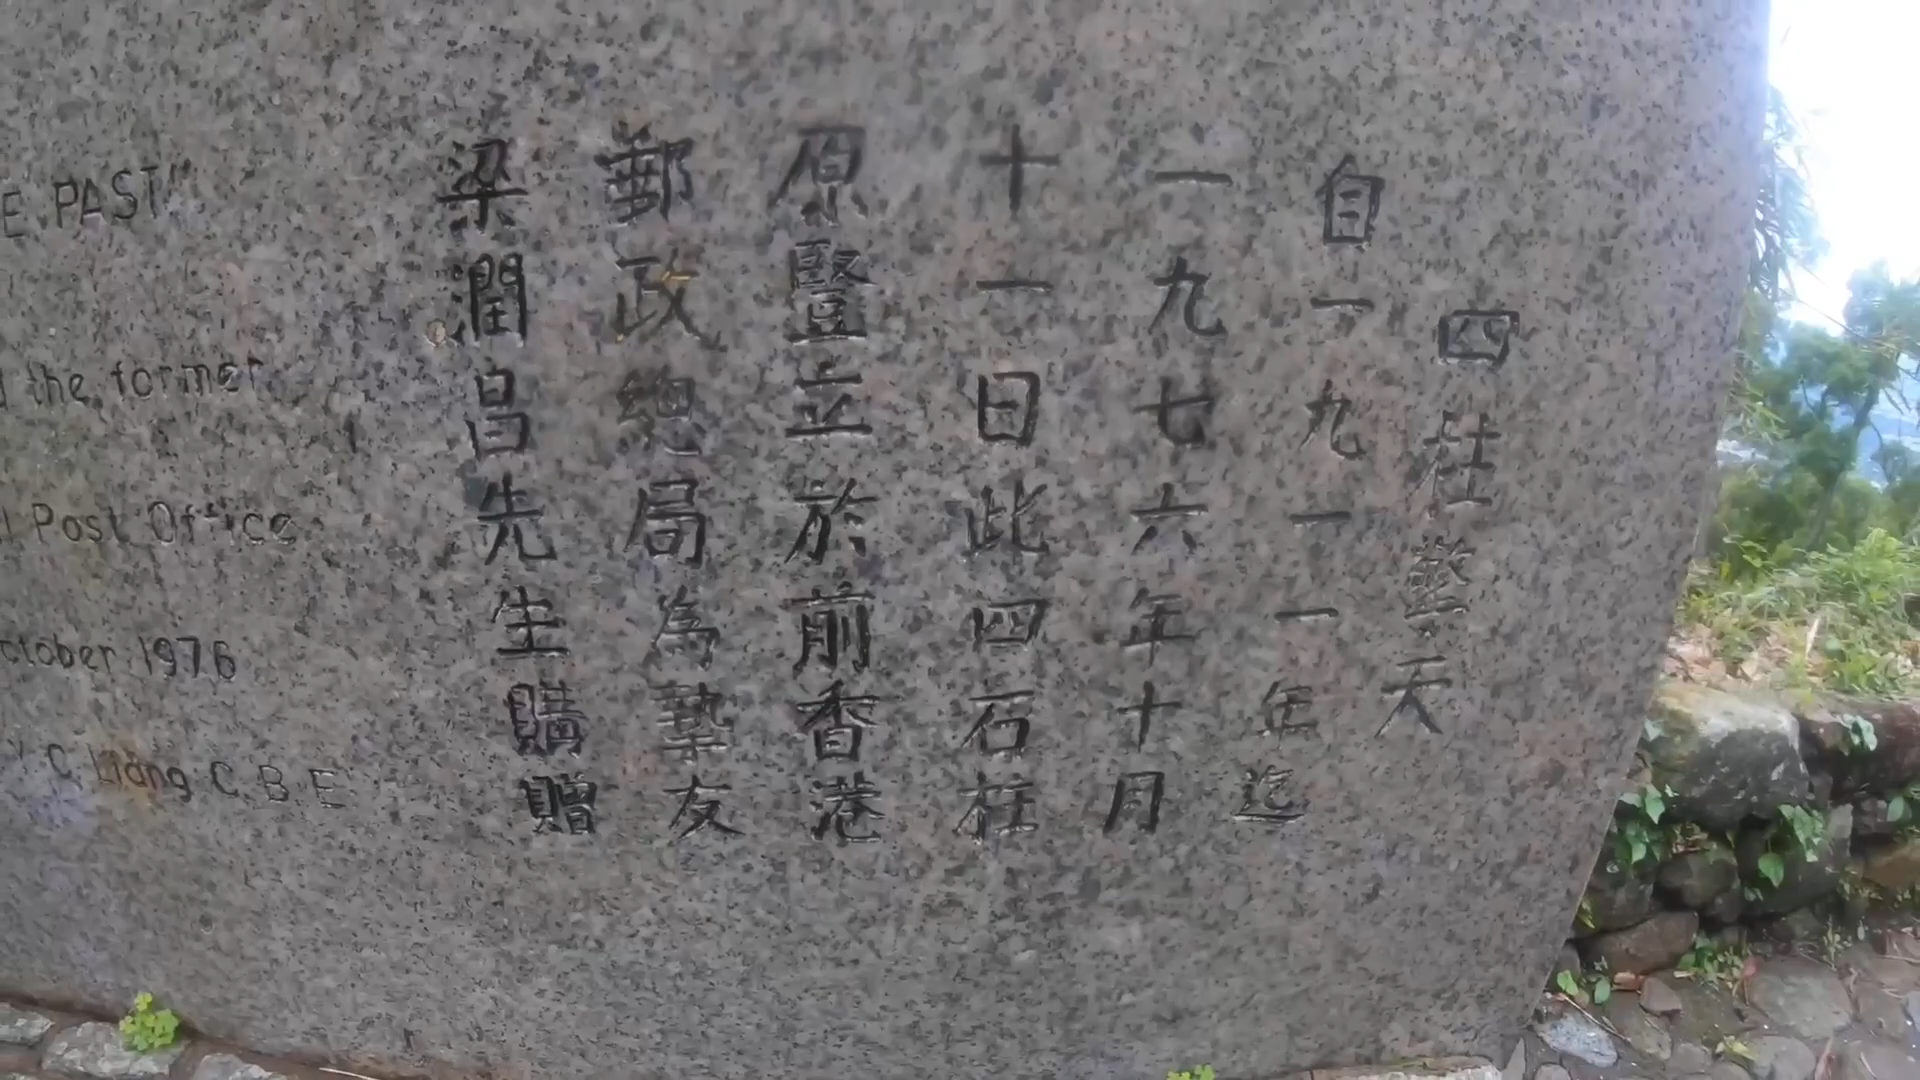 四柱擎天
自一九一一年迄
一九七六年十月
十一日此四石柱
原豎立於前香港
郵政總局為摯友
梁潤昌先生購贈
E PAST"
the former
Post Office
ctober 1976
Y C Liang C.B.E